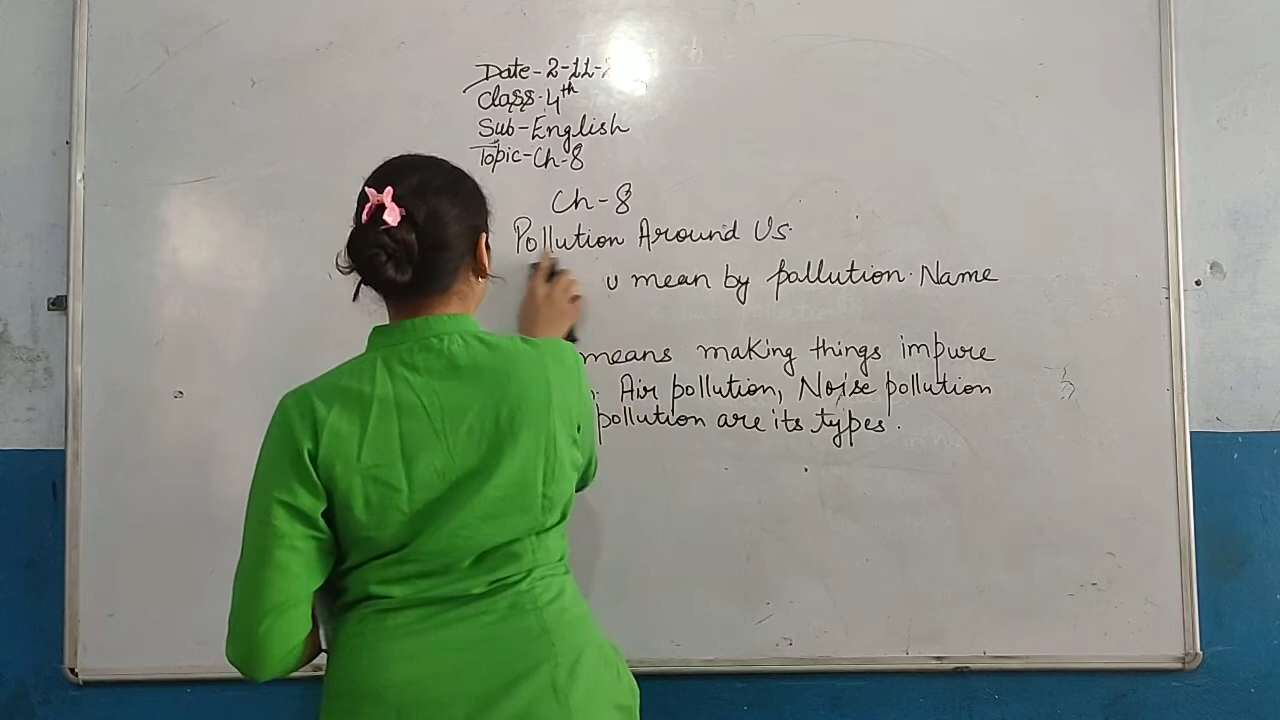 Date-2-11-2
Class-4th
Sub-English
Topic-Ch-8
Ch-8
Pollution Around Us.
u mean by pollution. Name
means making things impure
Air pollution, Noise pollution
pollution are its types.